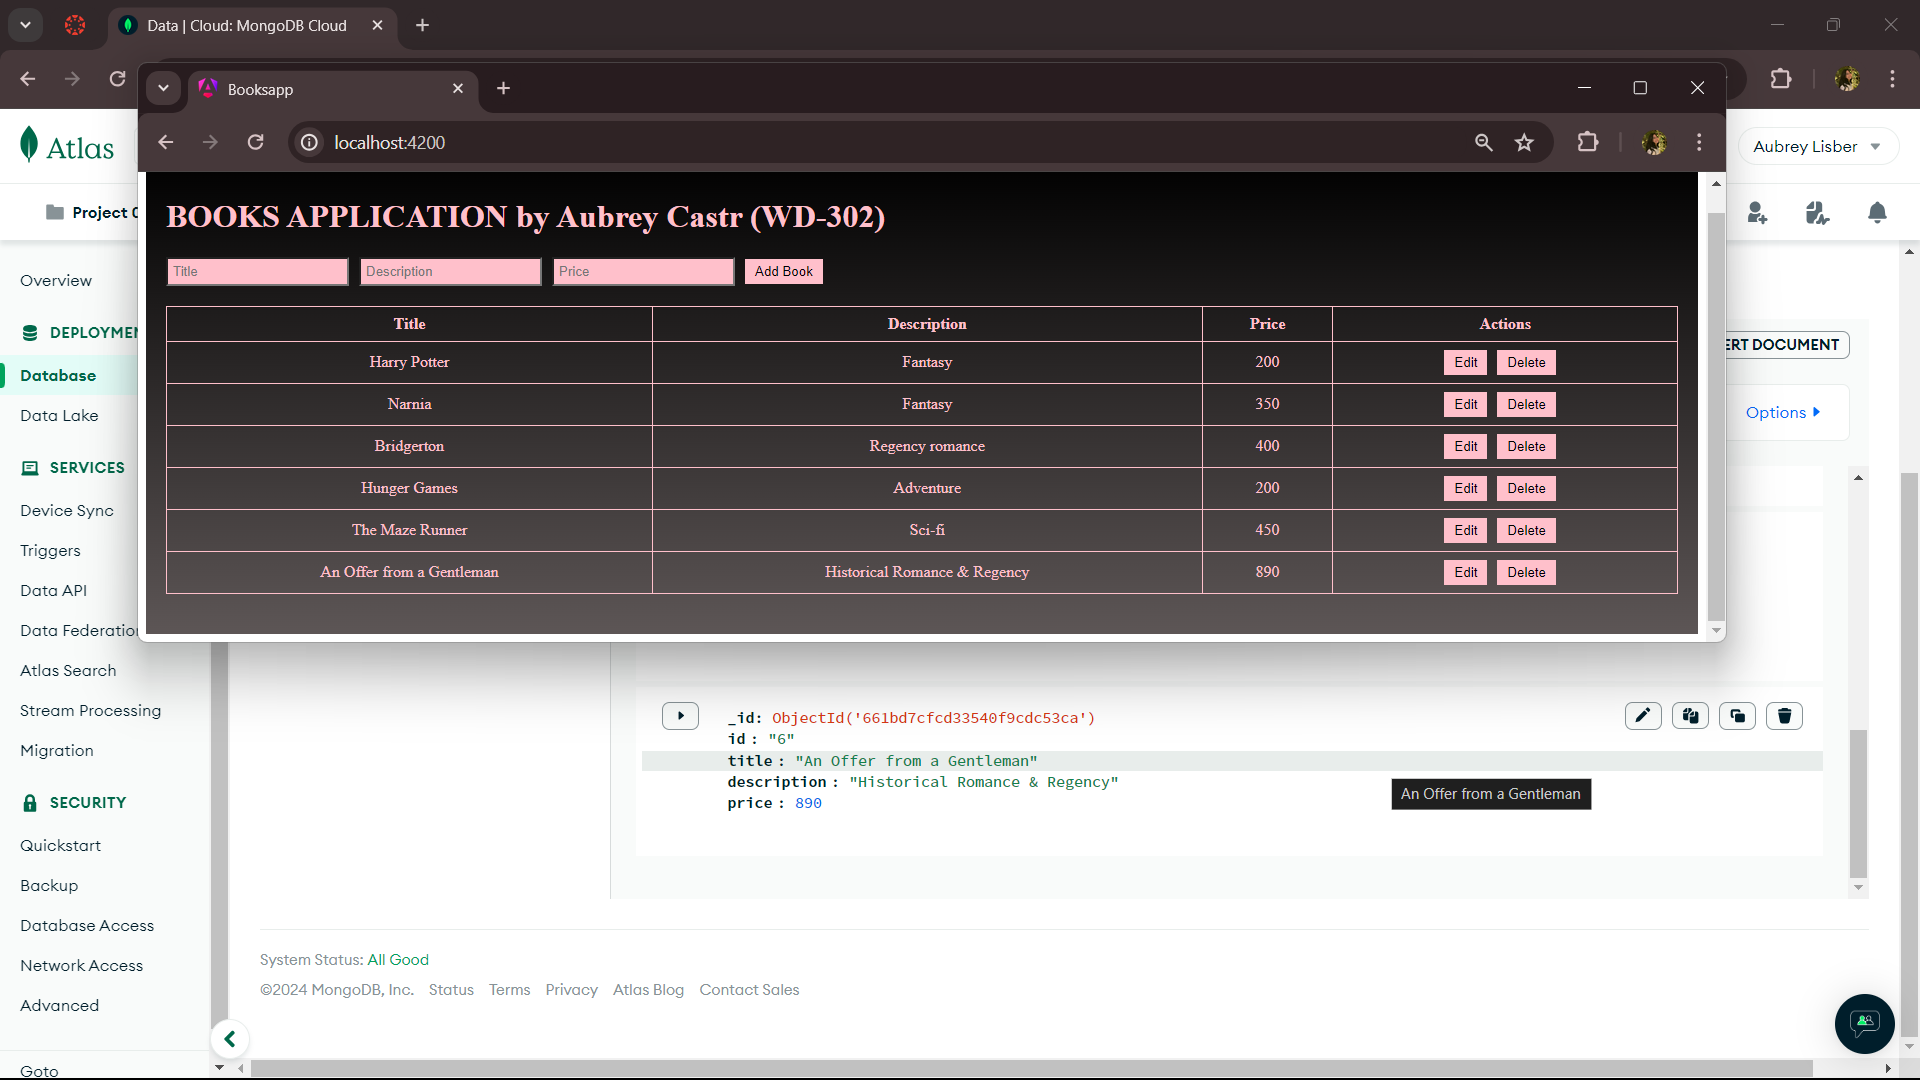 Data | Cloud: MongoDB Cloud
Booksapp
localhost:4200
Atlas
Aubrey Lisber
Project
BOOKS APPLICATION by Aubrey Castr (WD-302)
Title Description Price Add Book
Title Description Price Actions
Harry Potter Fantasy 200 Edit Delete
Narnia Fantasy 350 Edit Delete
Bridgerton Regency romance 400 Edit Delete
Hunger Games Adventure 200 Edit Delete
The Maze Runner Sci-fi 450 Edit Delete
An Offer from a Gentleman Historical Romance & Regency 890 Edit Delete
Overview
DEPLOYMEN
Database
Data Lake
SERVICES
Device Sync
Triggers
Data API
Data Federation
Atlas Search
Stream Processing
Migration
SECURITY
Quickstart
Backup
Database Access
Network Access
Advanced
Goto
ERT DOCUMENT
Options
_id: ObjectId('661bd7cfcd33540f9cdc53ca')
id : "6"
title : "An Offer from a Gentleman"
description : "Historical Romance & Regency"
price : 890
An Offer from a Gentleman
System Status: All Good
©2024 MongoDB, Inc. Status Terms Privacy Atlas Blog Contact Sales